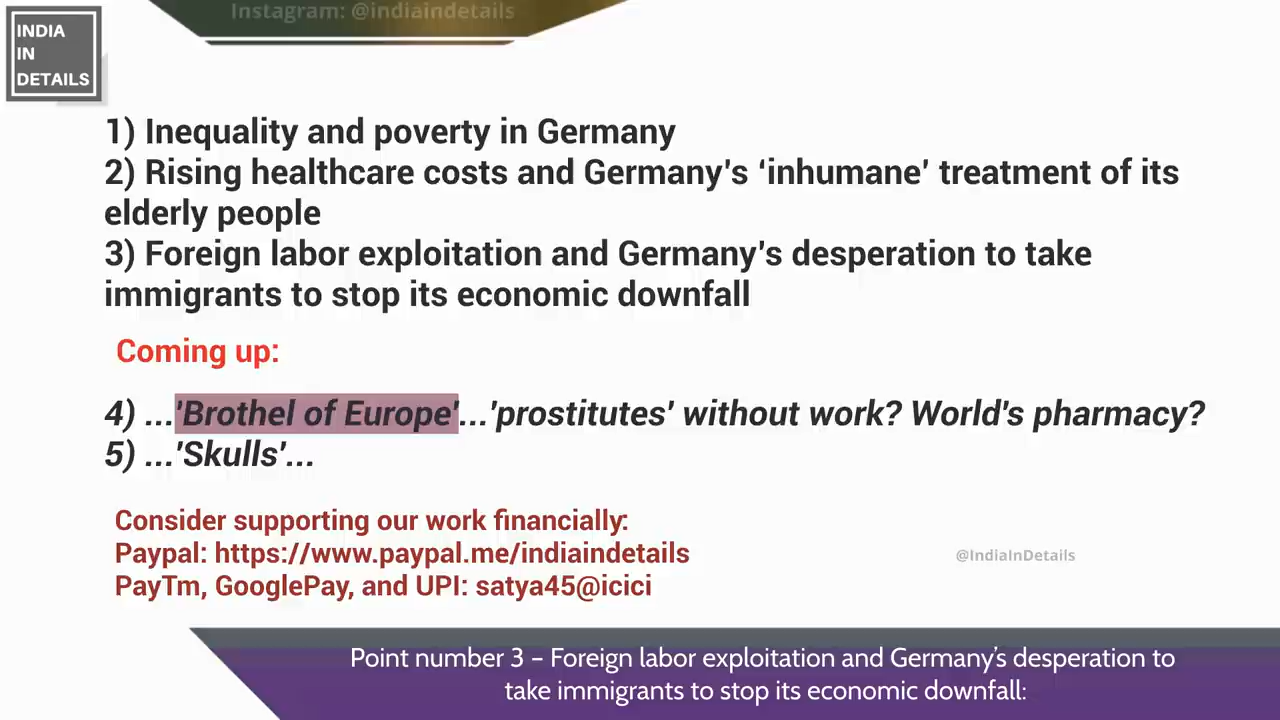 Instagram: @indiaindetails
INDIA
IN
DETAILS
1) Inequality and poverty in Germany
2) Rising healthcare costs and Germany's ‘inhumane’ treatment of its
elderly people
3) Foreign labor exploitation and Germany's desperation to take
immigrants to stop its economic downfall
Coming up:
4) ...'Brothel of Europe'...'prostitutes' without work? World's pharmacy?
5) ...'Skulls'...
Consider supporting our work financially:
Paypal: https://www.paypal.me/indiaindetails
PayTm, GooglePay, and UPI: satya45@icici
@IndiaInDetails
Point number 3 – Foreign labor exploitation and Germany’s desperation to
take immigrants to stop its economic downfall: